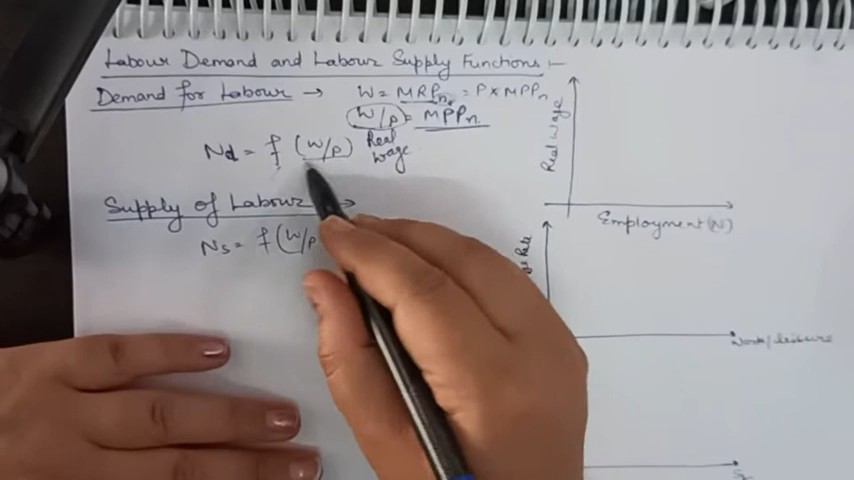 Labour Demand and Labour Supply Functions :-
Demand for Labour → W = MRPn = P x MPPn
W/P = MPPn
Nd = f (W/P) Real wage
Supply of Labour →
Ns = f (W/P
Real wage
Employment (N)
Rate
Work/leisure